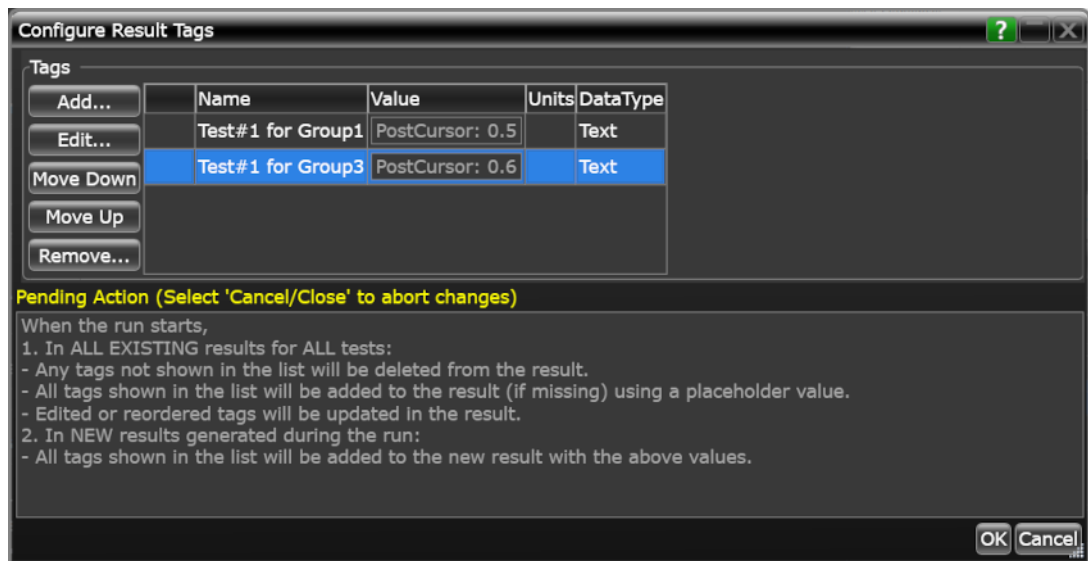 Configure Result Tags
?
Tags
Add...
Edit...
Move Down
Move Up
Remove...
Name Value Units DataType
Test#1 for Group1 PostCursor: 0.5 Text
Test#1 for Group3 PostCursor: 0.6 Text
Pending Action (Select 'Cancel/Close' to abort changes)
When the run starts,
1. In ALL EXISTING results for ALL tests:
- Any tags not shown in the list will be deleted from the result.
- All tags shown in the list will be added to the result (if missing) using a placeholder value.
- Edited or reordered tags will be updated in the result.
2. In NEW results generated during the run:
- All tags shown in the list will be added to the new result with the above values.
OK Cancel